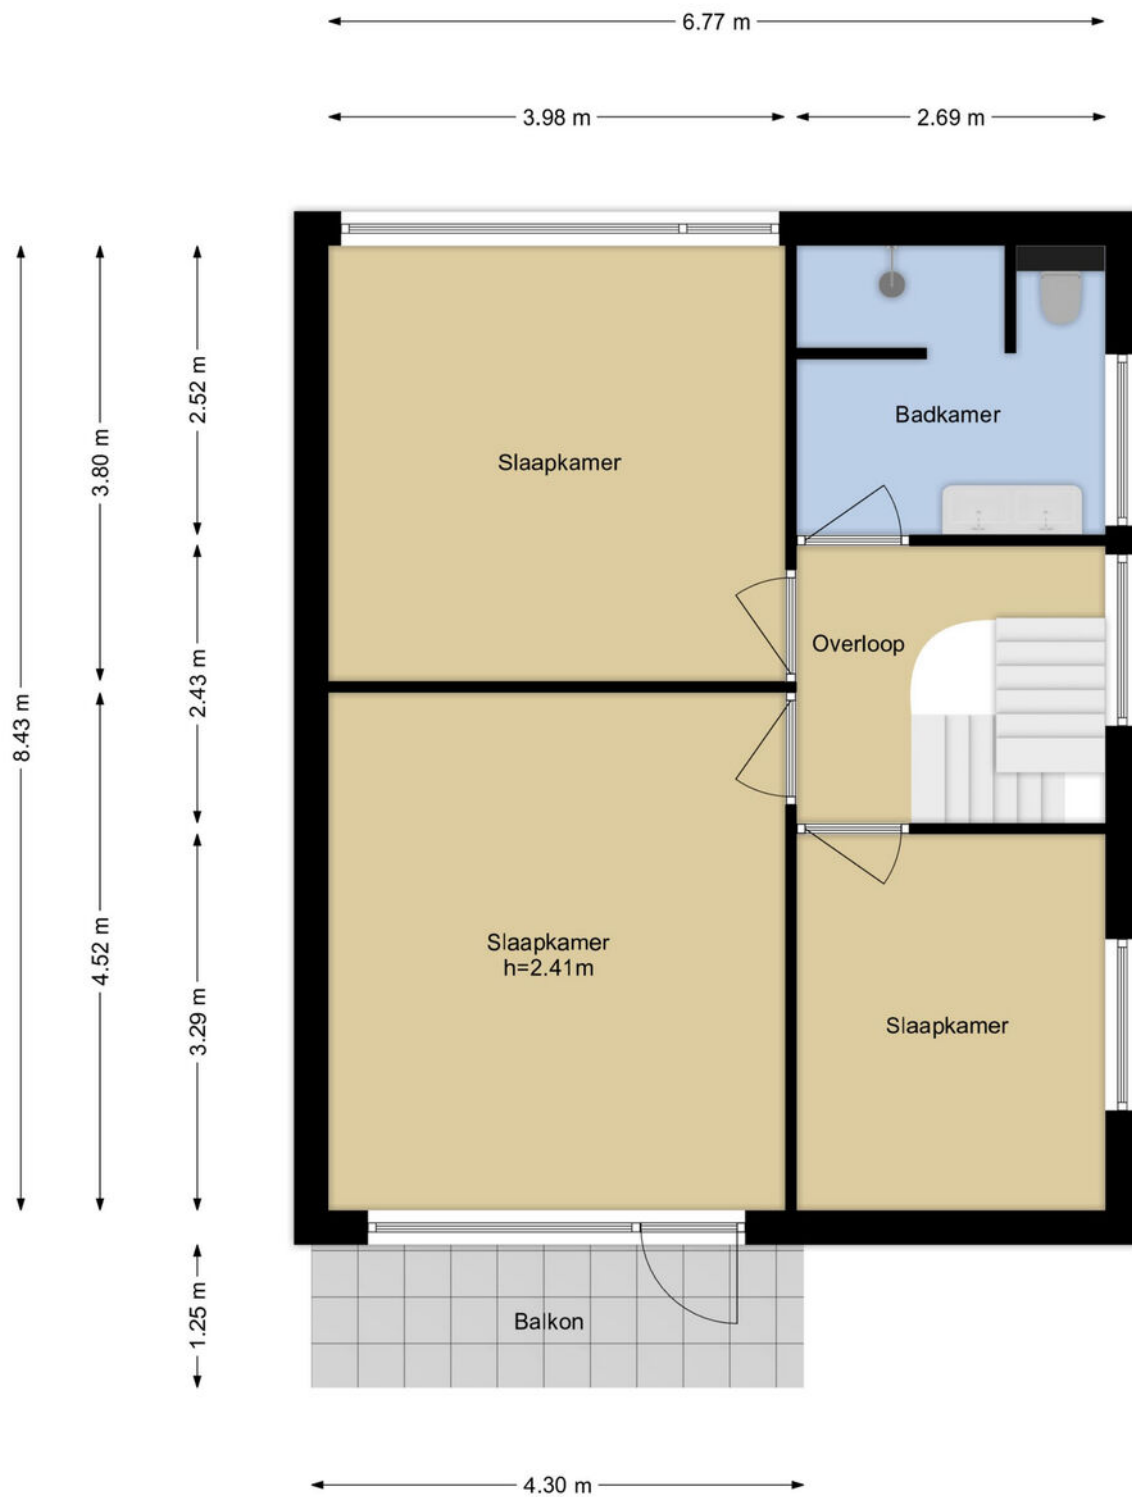 6.77 m
3.98 m
2.69 m
2.52 m
3.80 m
8.43 m
2.43 m
4.52 m
3.29 m
1.25 m
Slaapkamer
Badkamer
Overloop
Slaapkamer
h=2.41m
Slaapkamer
Balkon
4.30 m